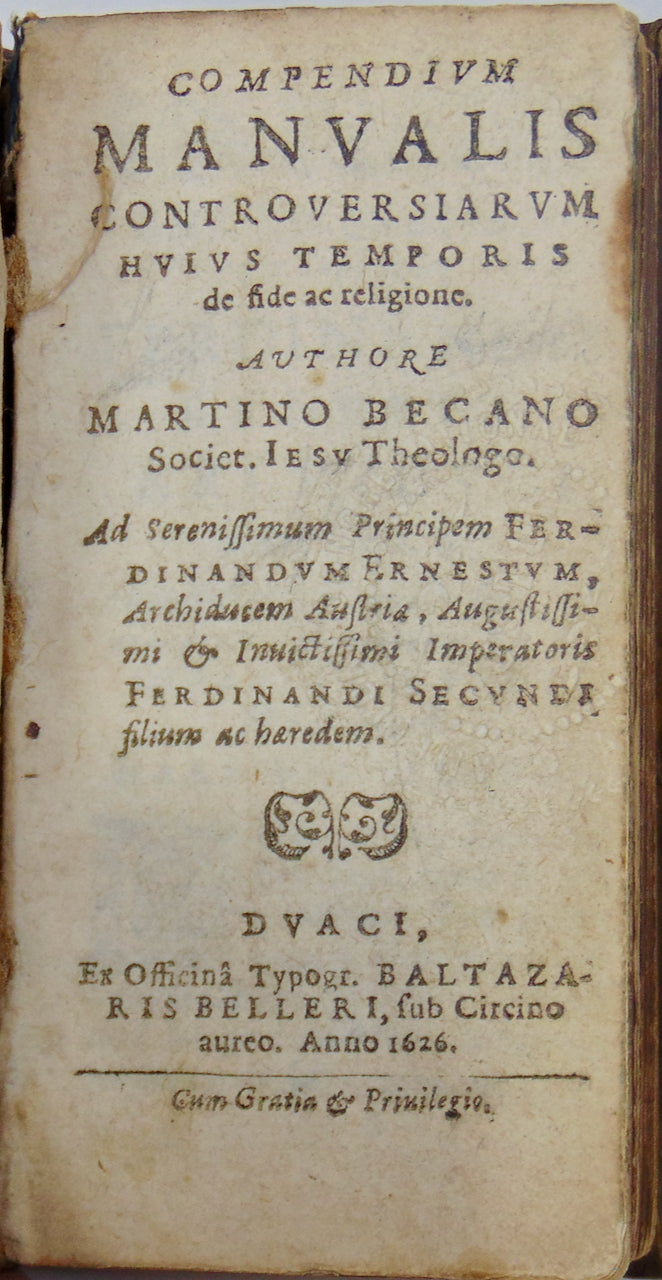 COMPENDIVM
MANVALIS
CONTROVERSIARVM
HVIVS TEMPORIS
de fide ac religione.
AVTHORE
MARTINO BECANO
Societ. IESV Theologo.
Ad Sereniſſimum Principem FER-
DINANDVM ERNESTVM,
Archiducem Auſtria, Auguſtiſſi-
mi & Inuictiſſimi Imperatoris
FERDINANDI SECVNDI
filium ac hæredem.
DVACI,
Ex Officinâ Typogr. BALTAZA-
RIS BELLERI, ſub Circino
aureo. Anno 1626.
Cum Gratia & Priuilegio.